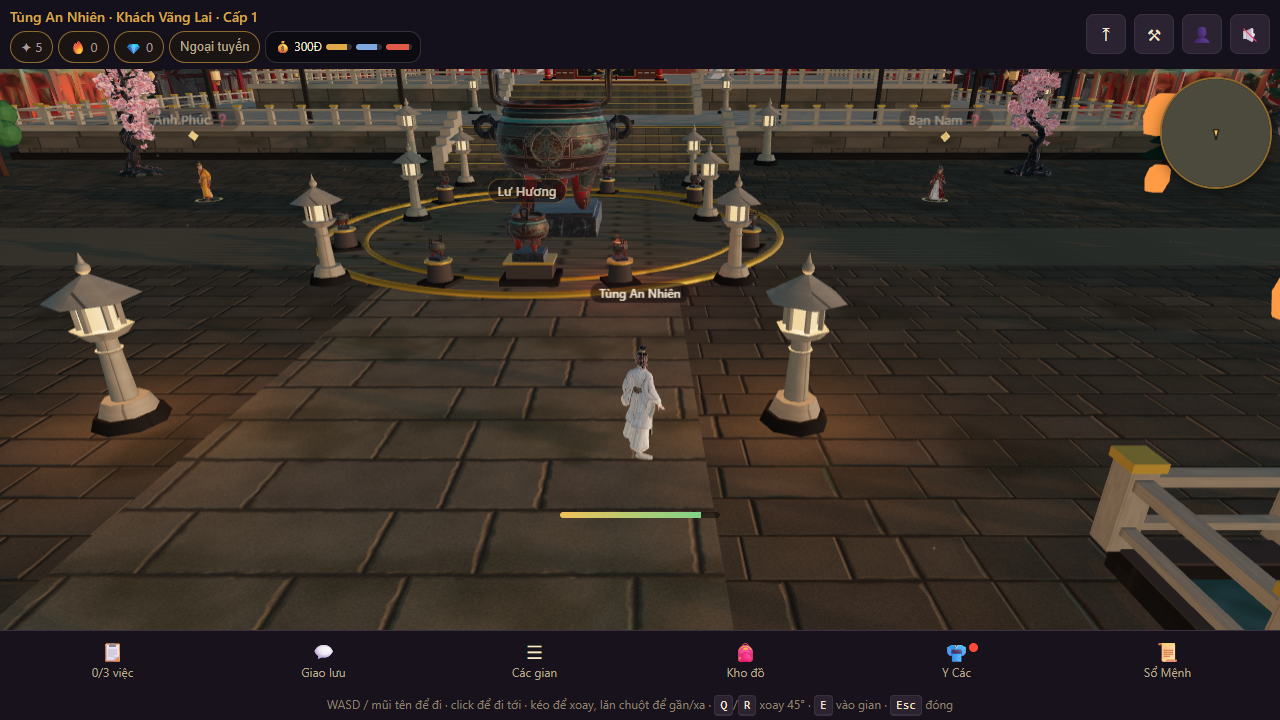 Tùng An Nhiên · Khách Vãng Lai · Cấp 1
5
0
0
Ngoại tuyến
300Đ
Anh Phúc ❓
Bạn Nam ❓
Lư Hương
Tùng An Nhiên
0/3 việc
Giao lưu
Các gian
Kho đồ
Y Các
Sổ Mệnh
WASD / mũi tên để đi · click để đi tới · kéo để xoay, lăn chuột để gần/xa · Q / R xoay 45° · E vào gian · Esc đóng